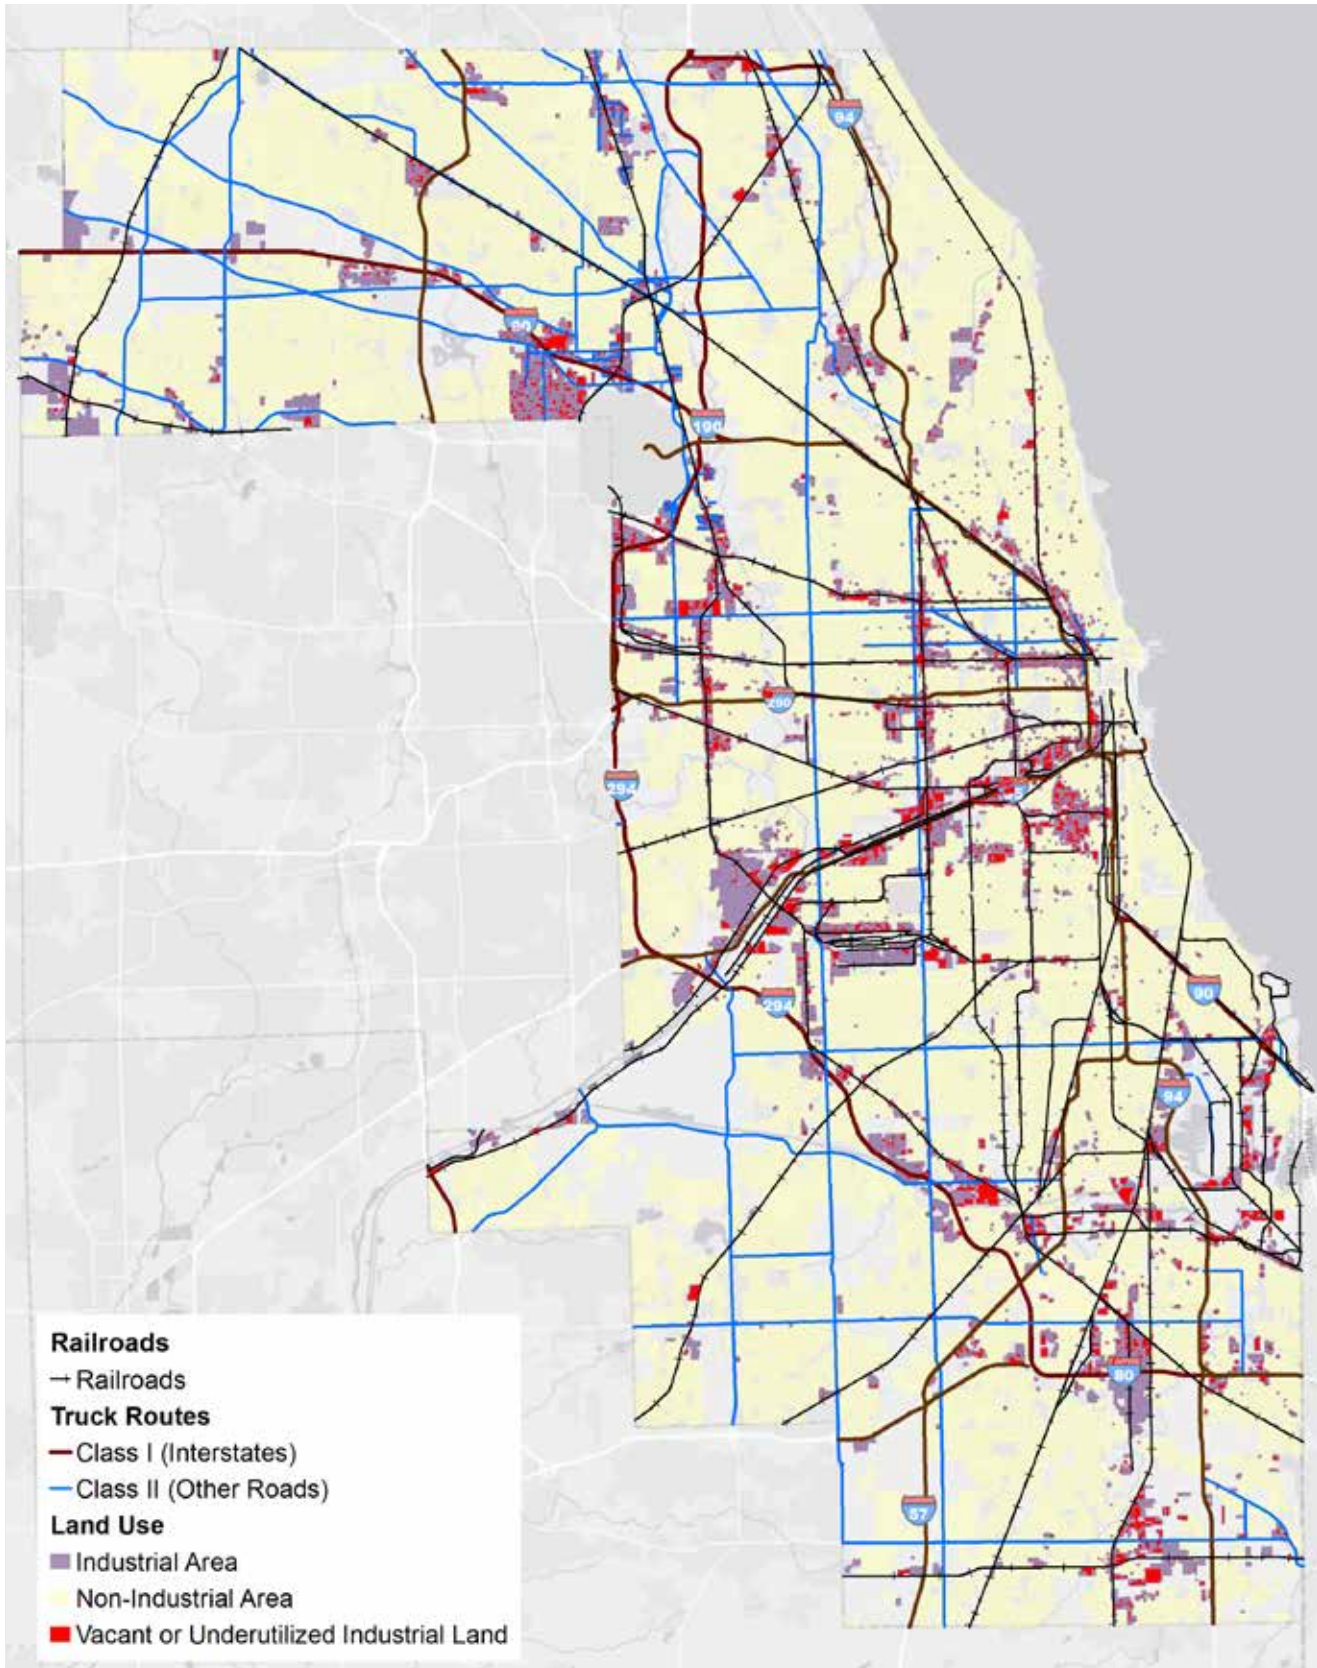 94
90
190
290
294
5
294
90
94
80
57
Railroads
Railroads
Truck Routes
Class I (Interstates)
Class II (Other Roads)
Land Use
Industrial Area
Non-Industrial Area
Vacant or Underutilized Industrial Land